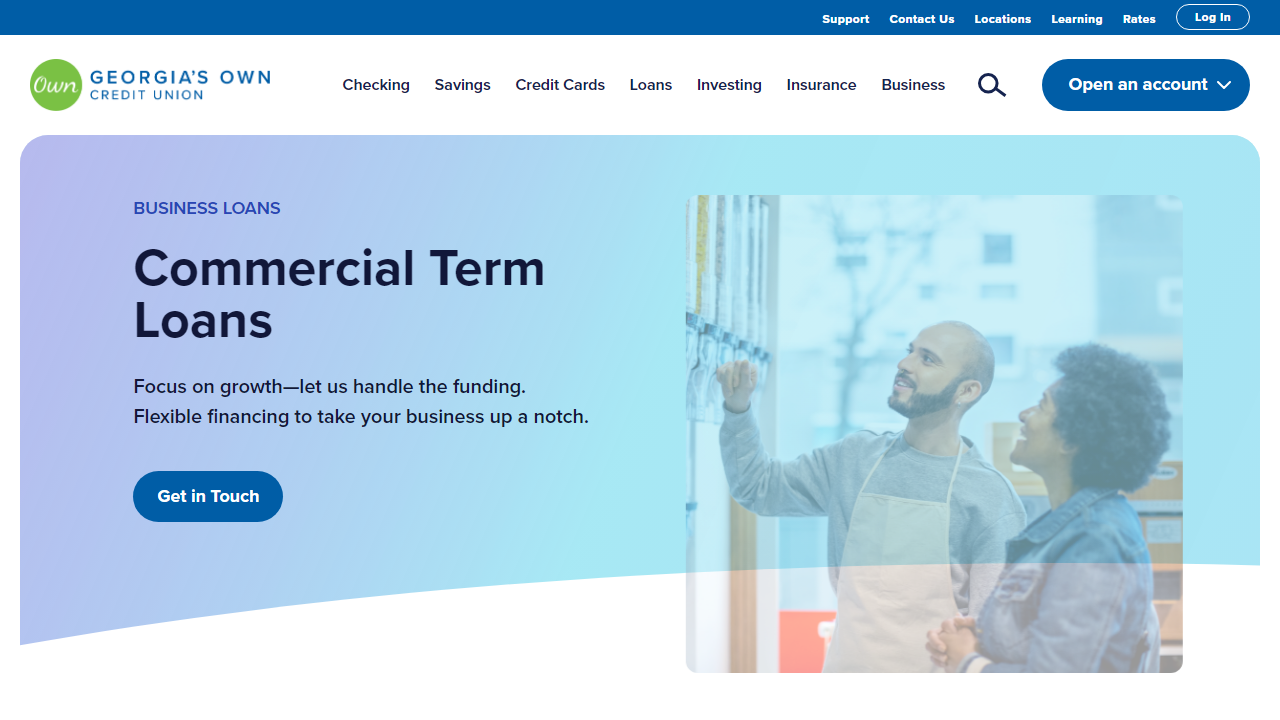 Support Contact Us Locations Learning Rates Log In
Own GEORGIA'S OWN
CREDIT UNION
Checking Savings Credit Cards Loans Investing Insurance Business Open an account
BUSINESS LOANS
Commercial Term
Loans
Focus on growth—let us handle the funding.
Flexible financing to take your business up a notch.
Get in Touch